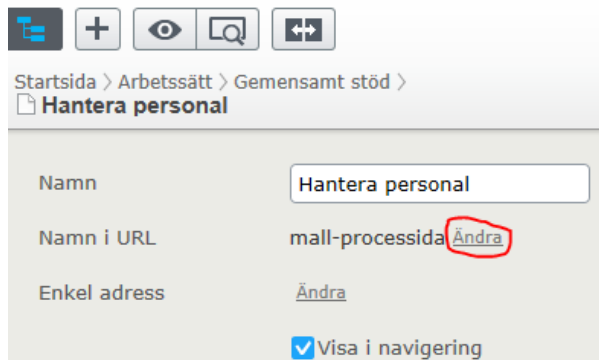 Startsida > Arbetssätt > Gemensamt stöd >
Hantera personal
Namn Hantera personal
Namn i URL mall-processida Ändra
Enkel adress Ändra
Visa i navigering